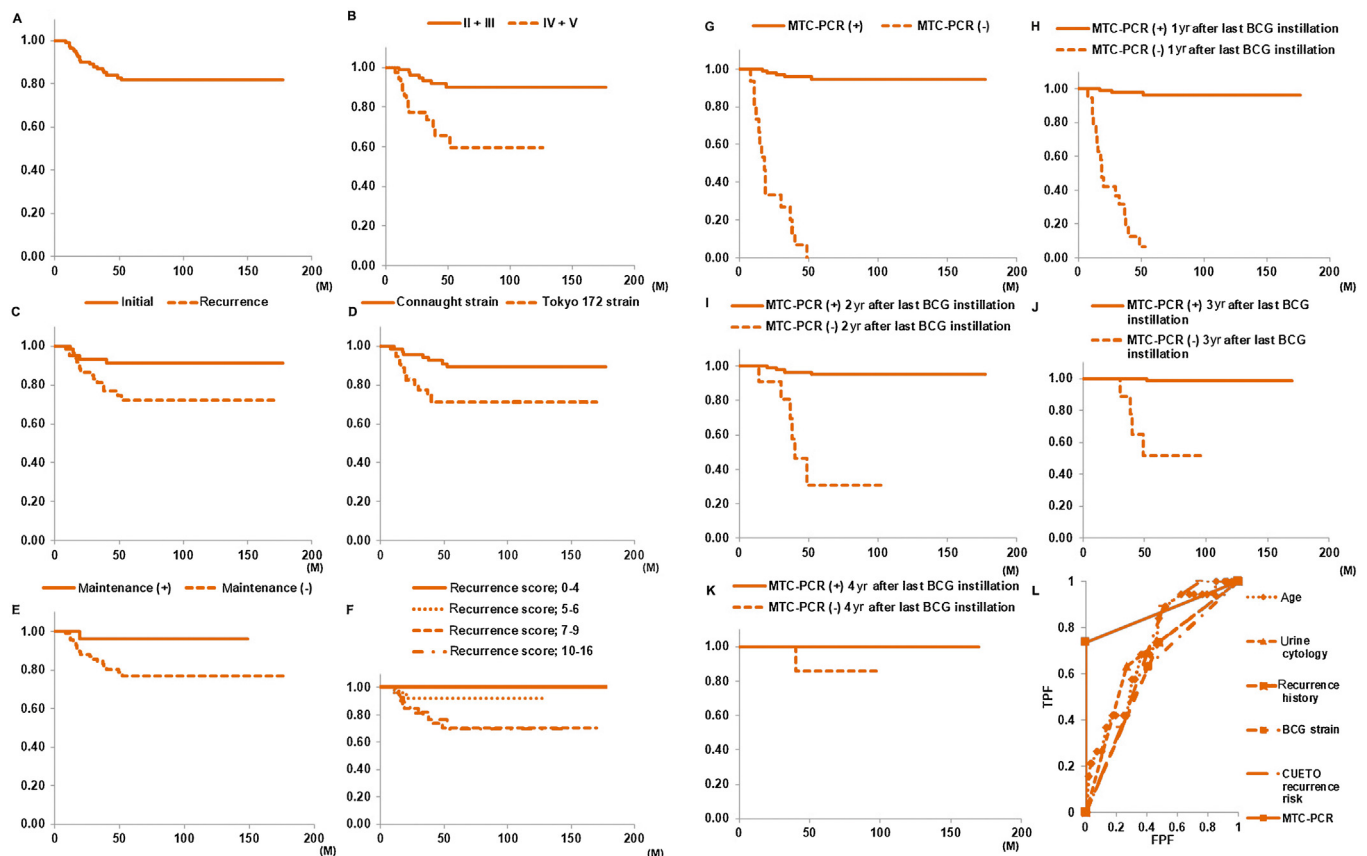 A
1.00
0.80
0.60
0.40
0.20
0.00
0 50 100 150 200
(M)
B
II + III IV + V
1.00
0.80
0.60
0.40
0.20
0.00
0 50 100 150 200
(M)
C
Initial Recurrence
1.00
0.80
0.60
0.40
0.20
0.00
0 50 100 150 200
(M)
D
Connaught strain Tokyo 172 strain
1.00
0.80
0.60
0.40
0.20
0.00
0 50 100 150 200
(M)
E
Maintenance (+) Maintenance (-)
1.00
0.80
0.60
0.40
0.20
0.00
0 50 100 150 200
(M)
F
Recurrence score; 0-4
Recurrence score; 5-6
Recurrence score; 7-9
Recurrence score; 10-16
1.00
0.80
0.60
0.40
0.20
0.00
0 50 100 150 200
(M)
G
MTC-PCR (+) MTC-PCR (-)
1.00
0.80
0.60
0.40
0.20
0.00
0 50 100 150 200
(M)
H
MTC-PCR (+) 1yr after last BCG instillation
MTC-PCR (-) 1yr after last BCG instillation
1.00
0.80
0.60
0.40
0.20
0.00
0 50 100 150 200
(M)
I
MTC-PCR (+) 2yr after last BCG instillation
MTC-PCR (-) 2yr after last BCG instillation
1.00
0.80
0.60
0.40
0.20
0.00
0 50 100 150 200
(M)
J
MTC-PCR (+) 3yr after last BCG
instillation
MTC-PCR (-) 3yr after last BCG
instillation
1.00
0.80
0.60
0.40
0.20
0.00
0 50 100 150 200
(M)
K
MTC-PCR (+) 4yr after last BCG instillation
MTC-PCR (-) 4yr after last BCG instillation
1.00
0.80
0.60
0.40
0.20
0.00
0 50 100 150 200
(M)
L
1
0.8
0.6
0.4
0.2
0
TPF
0 0.2 0.4 0.6 0.8 1
FPF
Age
Urine
cytology
Recurrence
history
BCG strain
CUETO
recurrence
risk
MTC-PCR